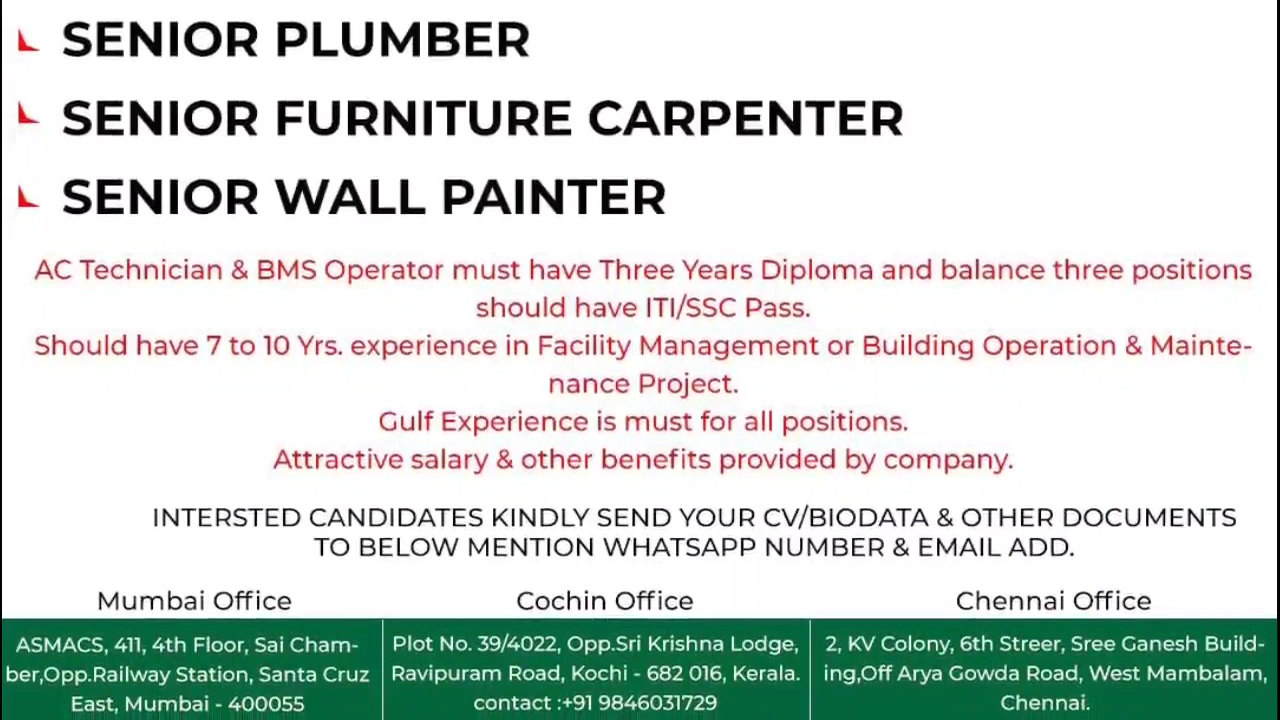 SENIOR PLUMBER
SENIOR FURNITURE CARPENTER
SENIOR WALL PAINTER
AC Technician & BMS Operator must have Three Years Diploma and balance three positions
should have ITI/SSC Pass.
Should have 7 to 10 Yrs. experience in Facility Management or Building Operation & Mainte-
nance Project.
Gulf Experience is must for all positions.
Attractive salary & other benefits provided by company.
INTERSTED CANDIDATES KINDLY SEND YOUR CV/BIODATA & OTHER DOCUMENTS
TO BELOW MENTION WHATSAPP NUMBER & EMAIL ADD.
Mumbai Office
ASMACS, 411, 4th Floor, Sai Cham-
ber,Opp.Railway Station, Santa Cruz
East, Mumbai - 400055
Cochin Office
Plot No. 39/4022, Opp.Sri Krishna Lodge,
Ravipuram Road, Kochi - 682 016, Kerala.
contact :+91 9846031729
Chennai Office
2, KV Colony, 6th Streer, Sree Ganesh Build-
ing,Off Arya Gowda Road, West Mambalam,
Chennai.